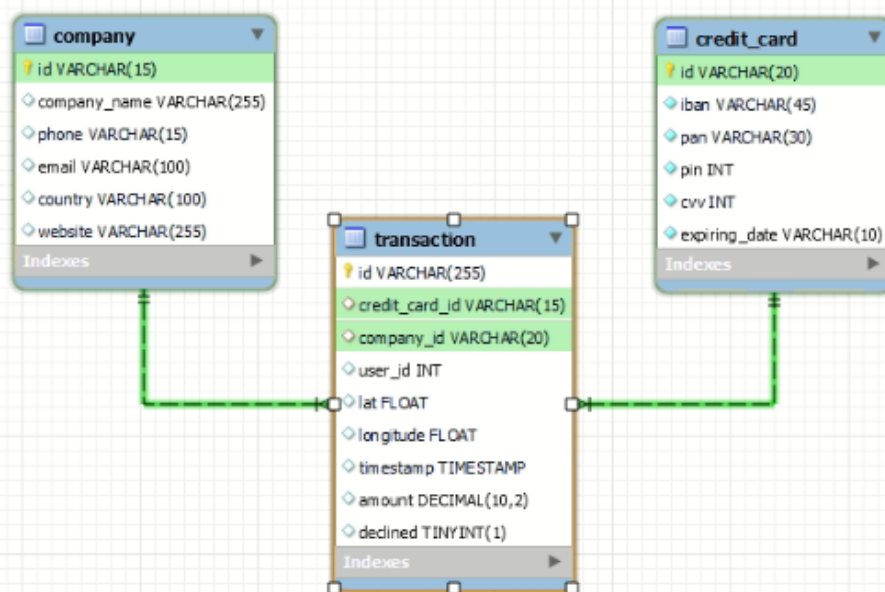 company
id VARCHAR(15)
company_name VARCHAR(255)
phone VARCHAR(15)
email VARCHAR(100)
country VARCHAR(100)
website VARCHAR(255)
Indexes
credit_card
id VARCHAR(20)
iban VARCHAR(45)
pan VARCHAR(30)
pin INT
cvv INT
expiring_date VARCHAR(10)
Indexes
transaction
id VARCHAR(255)
credit_card_id VARCHAR(15)
company_id VARCHAR(20)
user_id INT
lat FLOAT
longitude FLOAT
timestamp TIMESTAMP
amount DECIMAL(10,2)
declined TINYINT(1)
Indexes